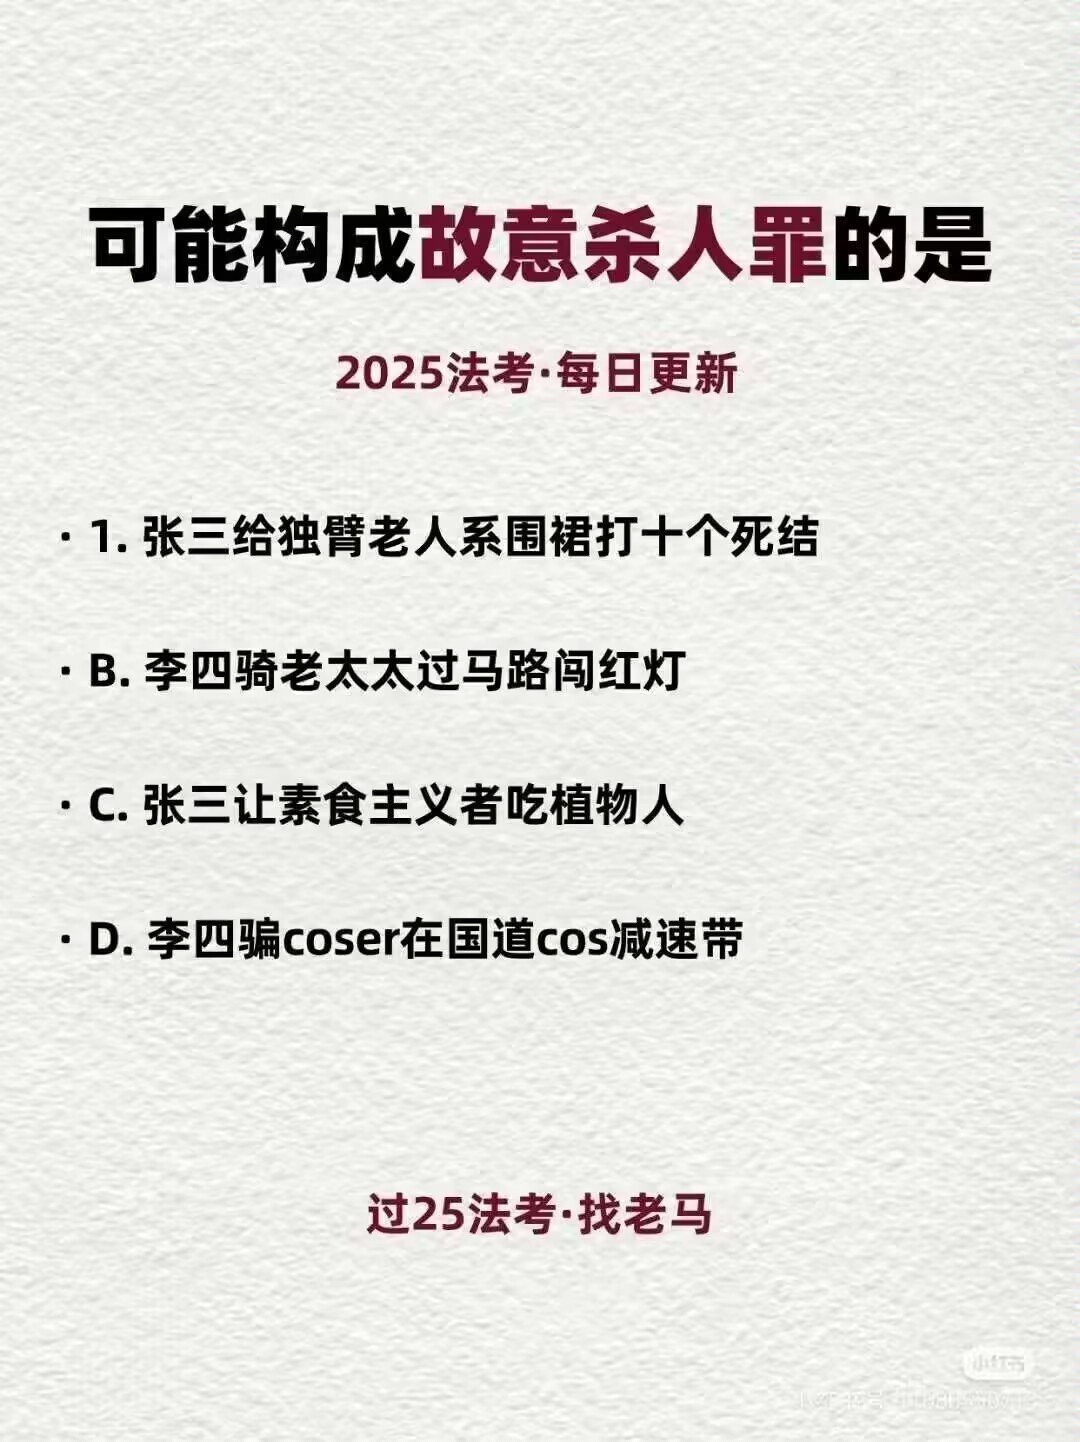 可能构成故意杀人罪的是
2025法考·每日更新
· 1. 张三给独臂老人系围裙打十个死结
· B. 李四骑老太太过马路闯红灯
· C. 张三让素食主义者吃植物人
· D. 李四骗coser在国道cos减速带
过25法考·找老马
小红书